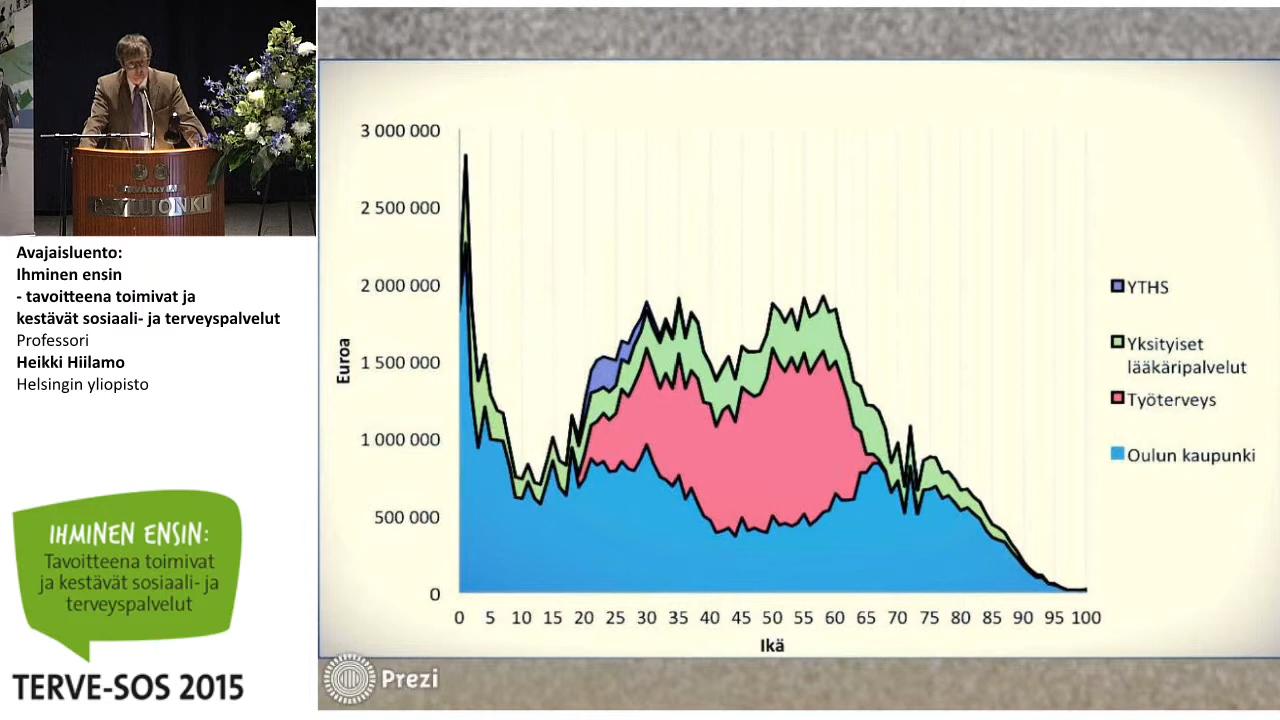 PAVILJONKI
Avajaisluento:
Ihminen ensin
- tavoitteena toimivat ja
kestävät sosiaali- ja terveyspalvelut
Professori
Heikki Hiilamo
Helsingin yliopisto
IHMINEN ENSIN:
Tavoitteena toimivat
ja kestävät sosiaali- ja
terveyspalvelut
TERVE-SOS 2015
3 000 000
2 500 000
2 000 000
1 500 000
1 000 000
500 000
0
Euroa
0 5 10 15 20 25 30 35 40 45 50 55 60 65 70 75 80 85 90 95 100
Ikä
YTHS
Yksityiset
lääkäripalvelut
Työterveys
Oulun kaupunki
Prezi